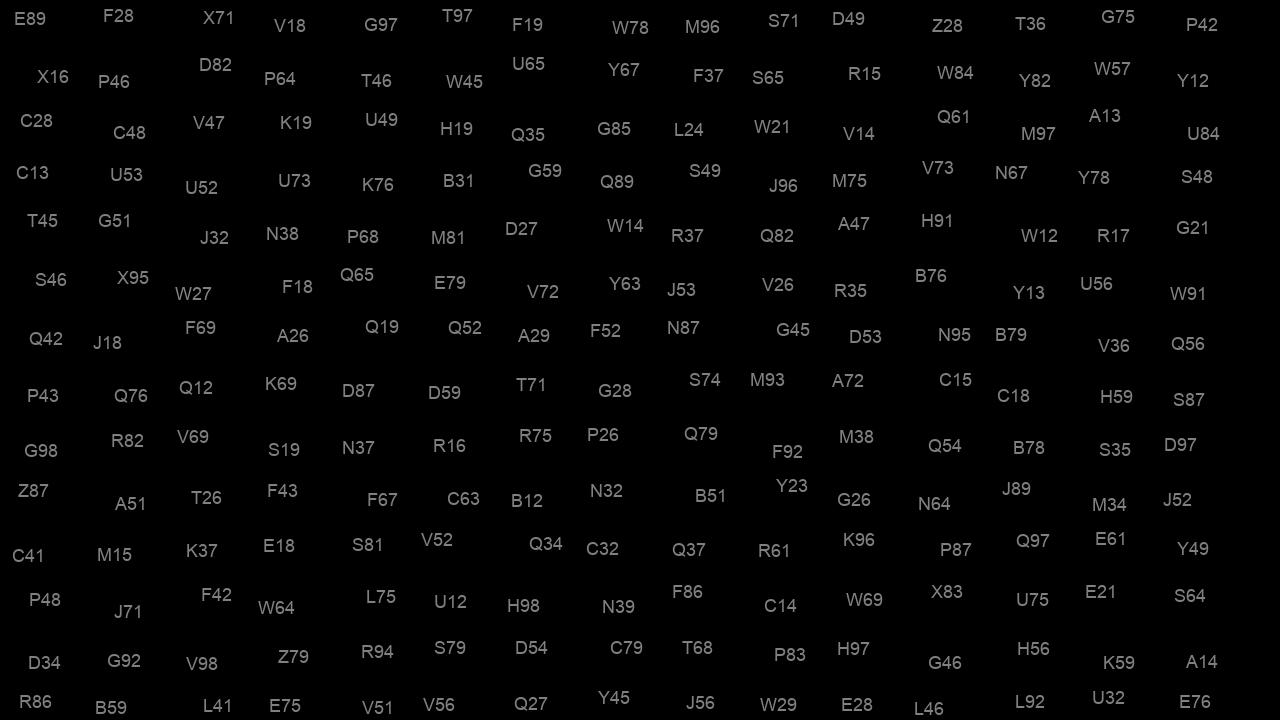 E89 F28 X71 V18 G97 T97 F19 W78 M96 S71 D49 Z28 T36 G75 P42
X16 P46 D82 P64 T46 W45 U65 Y67 F37 S65 R15 W84 Y82 W57 Y12
C28 C48 V47 K19 U49 H19 Q35 G85 L24 W21 V14 Q61 M97 A13 U84
C13 U53 U52 U73 K76 B31 G59 Q89 S49 J96 M75 V73 N67 Y78 S48
T45 G51 J32 N38 P68 M81 D27 W14 R37 Q82 A47 H91 W12 R17 G21
S46 X95 W27 F18 Q65 E79 V72 Y63 J53 V26 R35 B76 Y13 U56 W91
Q42 J18 F69 A26 Q19 Q52 A29 F52 N87 G45 D53 N95 B79 V36 Q56
P43 Q76 Q12 K69 D87 D59 T71 G28 S74 M93 A72 C15 C18 H59 S87
G98 R82 V69 S19 N37 R16 R75 P26 Q79 F92 M38 Q54 B78 S35 D97
Z87 A51 T26 F43 F67 C63 B12 N32 B51 Y23 G26 N64 J89 M34 J52
C41 M15 K37 E18 S81 V52 Q34 C32 Q37 R61 K96 P87 Q97 E61 Y49
P48 J71 F42 W64 L75 U12 H98 N39 F86 C14 W69 X83 U75 E21 S64
D34 G92 V98 Z79 R94 S79 D54 C79 T68 P83 H97 G46 H56 K59 A14
R86 B59 L41 E75 V51 V56 Q27 Y45 J56 W29 E28 L46 L92 U32 E76